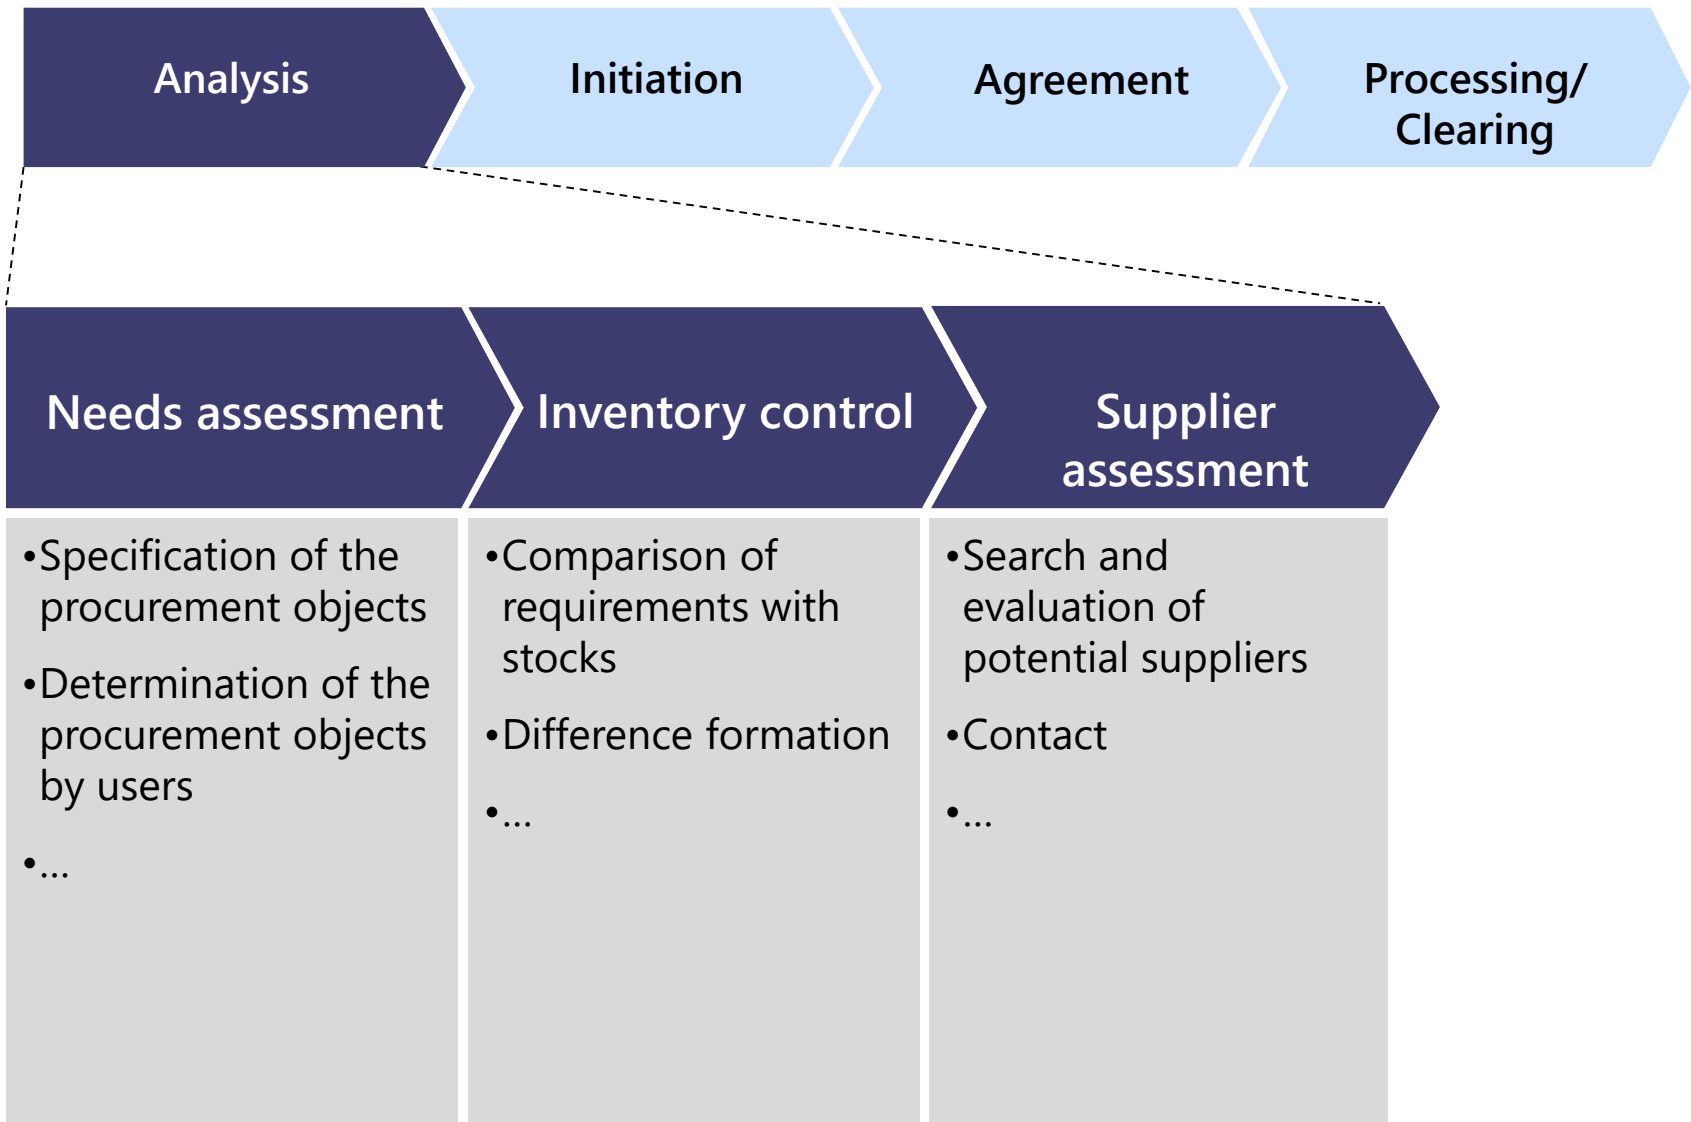 Analysis
Initiation
Agreement
Processing/
Clearing
Needs assessment
Inventory control
Supplier
assessment
•Specification of the
procurement objects
•Determination of the
procurement objects
by users
•...
•Comparison of
requirements with
stocks
•Difference formation
•...
•Search and
evaluation of
potential suppliers
•Contact
•...